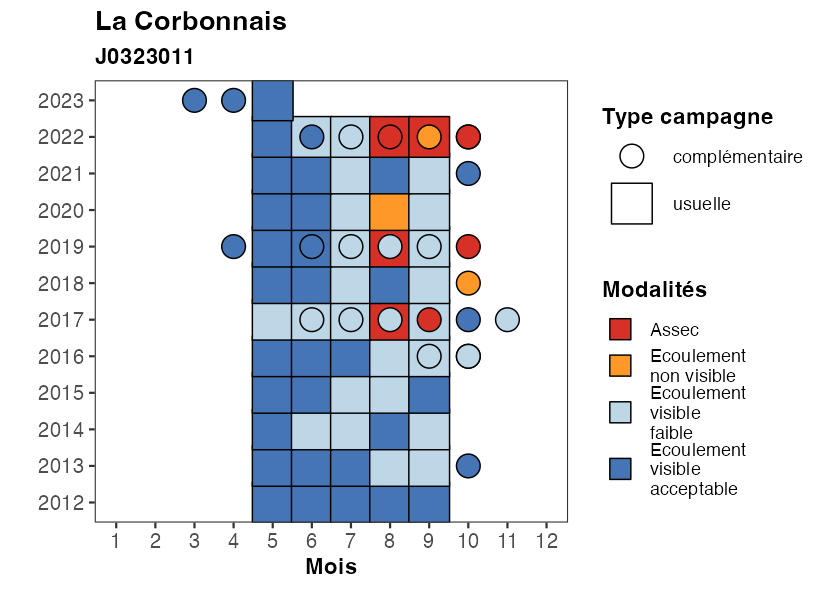 La Corbonnais
J0323011
2023
2022
2021
2020
2019
2018
2017
2016
2015
2014
2013
2012
1 2 3 4 5 6 7 8 9 10 11 12
Mois
Type campagne
complémentaire
usuelle
Modalités
Assec
Ecoulement
non visible
Ecoulement
visible
faible
Ecoulement
visible
acceptable